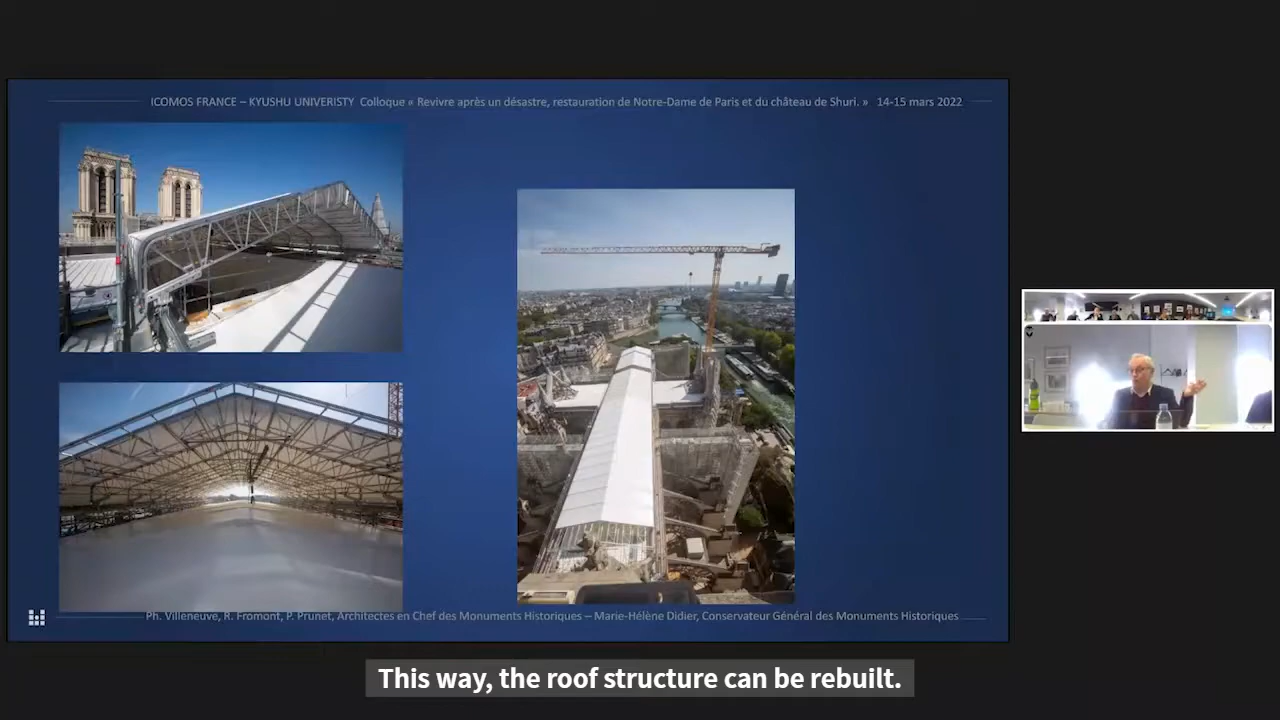 ICOMOS FRANCE – KYUSHU UNIVERISTY Colloque « Revivre après un désastre, restauration de Notre-Dame de Paris et du château de Shuri. » 14-15 mars 2022
Ph. Villeneuve, R. Fromont, P. Prunet, Architectes en Chef des Monuments Historiques – Marie-Hélène Didier, Conservateur Général des Monuments Historiques
This way, the roof structure can be rebuilt.